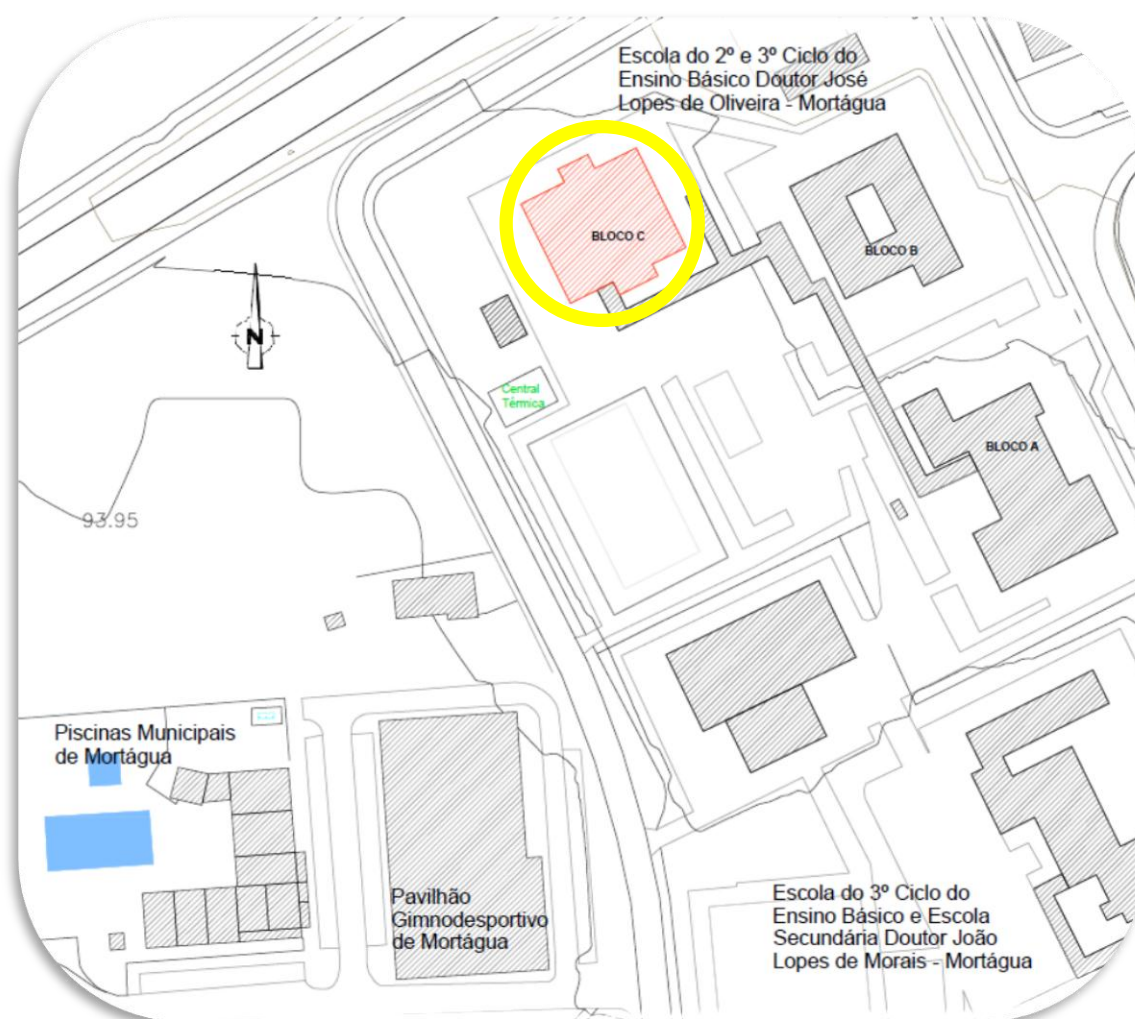 Escola do 2º e 3º Ciclo do
Ensino Básico Doutor José
Lopes de Oliveira - Mortágua
BLOCO C
BLOCO B
N
Central
Térmica
BLOCO A
93.95
Piscinas Municipais
de Mortágua
Pavilhão
Gimnodesportivo
de Mortágua
Escola do 3º Ciclo do
Ensino Básico e Escola
Secundária Doutor João
Lopes de Morais - Mortágua